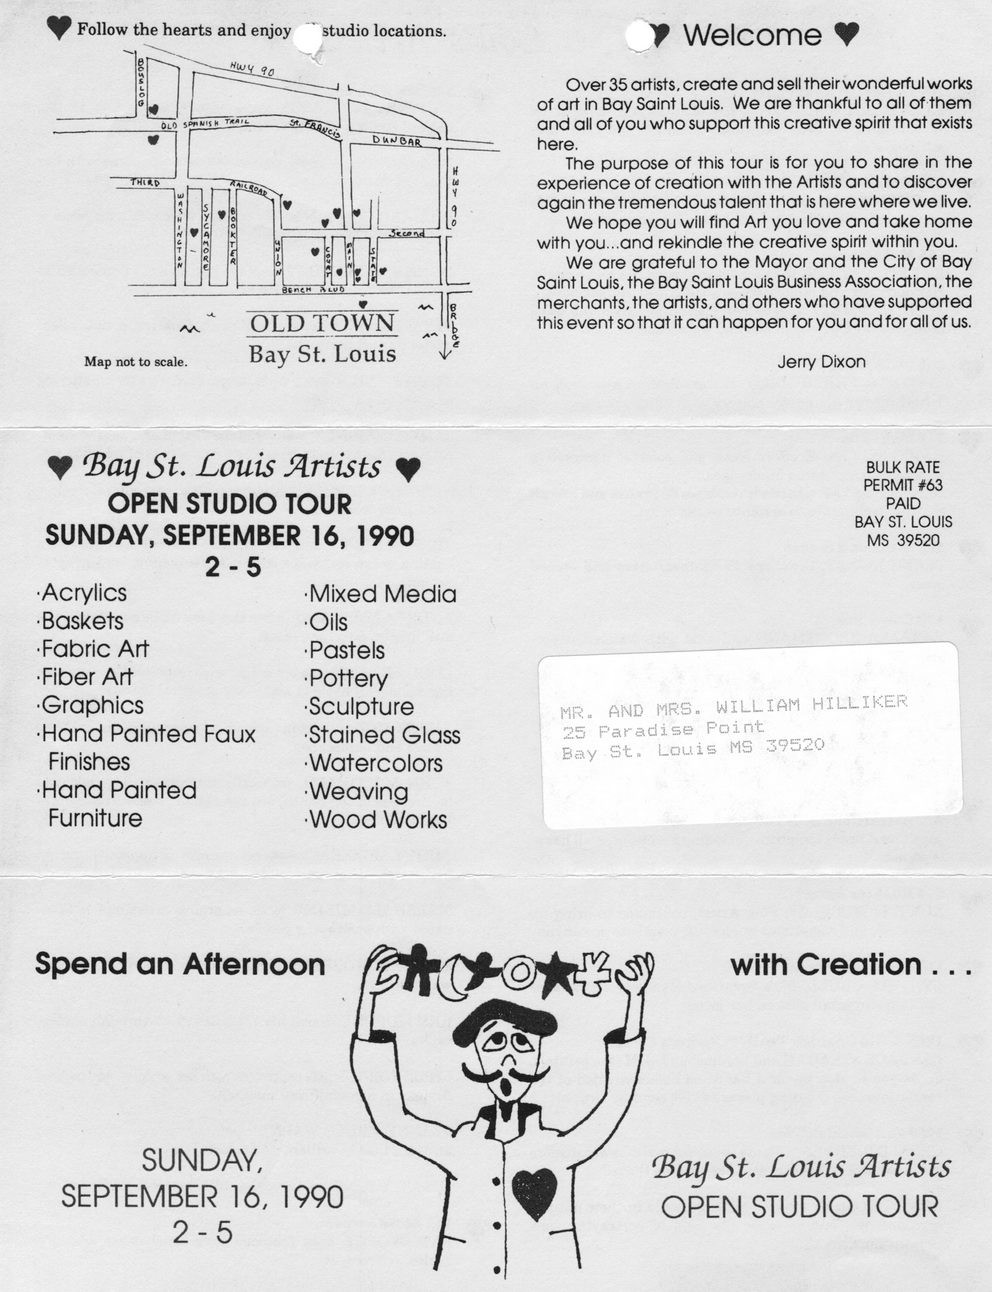 Follow the hearts and enjoy studio locations.
BOUSLOG
HWY 90
OLD SPANISH TRAIL
St. FRANCIS
DUNBAR
HWY 90
THIRD
RAILROAD
WASHINGTON
SYCAMORE
BOOKTER
UNION
COURT
MAIN
STATE
Second
BEACH BLVD
BRIDGE
OLD TOWN
Bay St. Louis
Map not to scale.
Welcome
Over 35 artists, create and sell their wonderful works
of art in Bay Saint Louis. We are thankful to all of them
and all of you who support this creative spirit that exists
here.
The purpose of this tour is for you to share in the
experience of creation with the Artists and to discover
again the tremendous talent that is here where we live.
We hope you will find Art you love and take home
with you...and rekindle the creative spirit within you.
We are grateful to the Mayor and the City of Bay
Saint Louis, the Bay Saint Louis Business Association, the
merchants, the artists, and others who have supported
this event so that it can happen for you and for all of us.
Jerry Dixon
Bay St. Louis Artists
OPEN STUDIO TOUR
SUNDAY, SEPTEMBER 16, 1990
2 - 5
·Acrylics
·Baskets
·Fabric Art
·Fiber Art
·Graphics
·Hand Painted Faux
Finishes
·Hand Painted
Furniture
·Mixed Media
·Oils
·Pastels
·Pottery
·Sculpture
·Stained Glass
·Watercolors
·Weaving
·Wood Works
BULK RATE
PERMIT #63
PAID
BAY ST. LOUIS
MS 39520
MR. AND MRS. WILLIAM HILLIKER
25 Paradise Point
Bay St. Louis MS 39520
Spend an Afternoon
with Creation . . .
SUNDAY,
SEPTEMBER 16, 1990
2 - 5
Bay St. Louis Artists
OPEN STUDIO TOUR